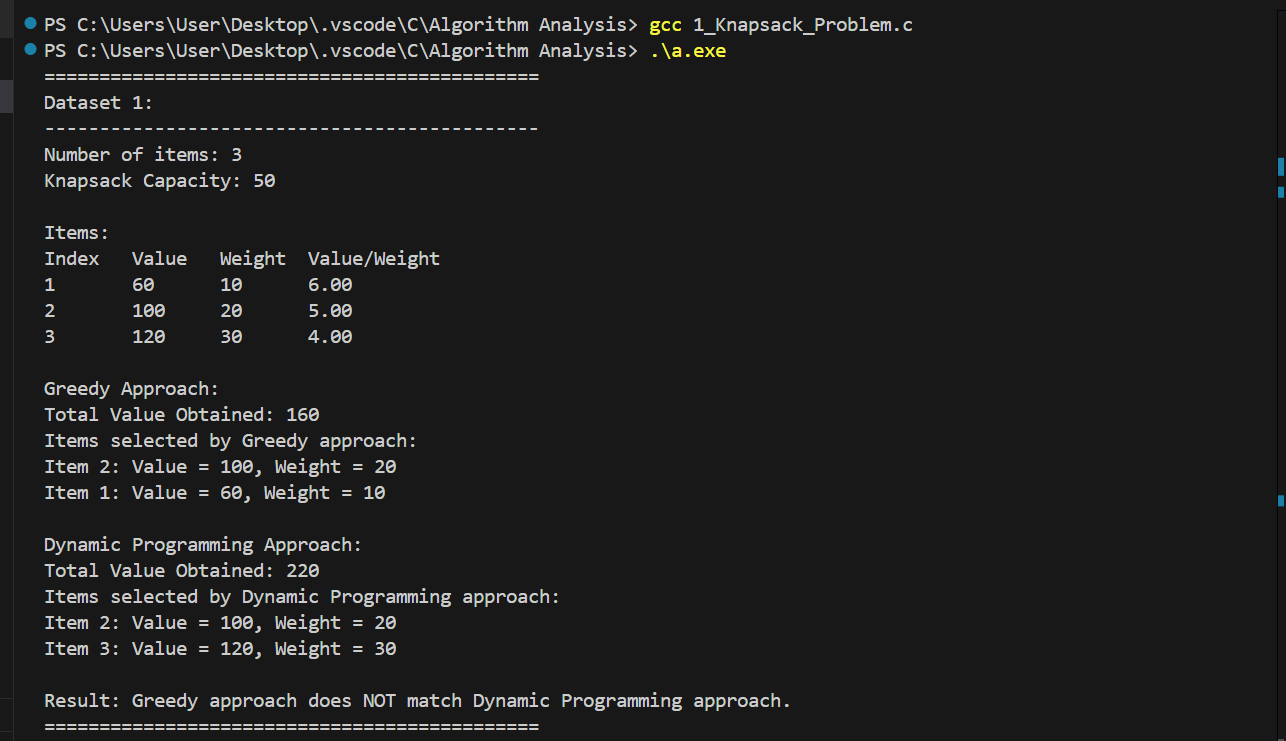 PS C:\Users\User\Desktop\.vscode\C\Algorithm Analysis> gcc 1_Knapsack_Problem.c
PS C:\Users\User\Desktop\.vscode\C\Algorithm Analysis> .\a.exe
=============================================
Dataset 1:
---------------------------------------------
Number of items: 3
Knapsack Capacity: 50

Items:
Index   Value   Weight  Value/Weight
1       60      10      6.00
2       100     20      5.00
3       120     30      4.00

Greedy Approach:
Total Value Obtained: 160
Items selected by Greedy approach:
Item 2: Value = 100, Weight = 20
Item 1: Value = 60, Weight = 10

Dynamic Programming Approach:
Total Value Obtained: 220
Items selected by Dynamic Programming approach:
Item 2: Value = 100, Weight = 20
Item 3: Value = 120, Weight = 30

Result: Greedy approach does NOT match Dynamic Programming approach.
=============================================